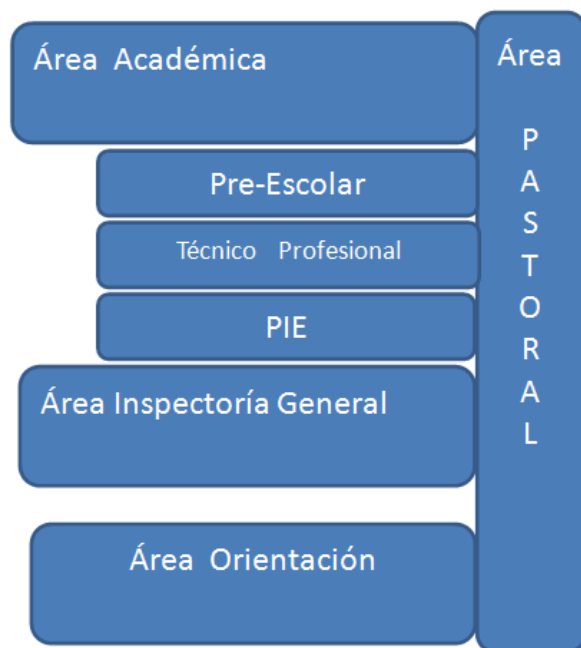 Área Académica
Pre-Escolar
Técnico Profesional
PIE
Área Inspectoría General
Área Orientación
Área
P
A
S
T
O
R
A
L